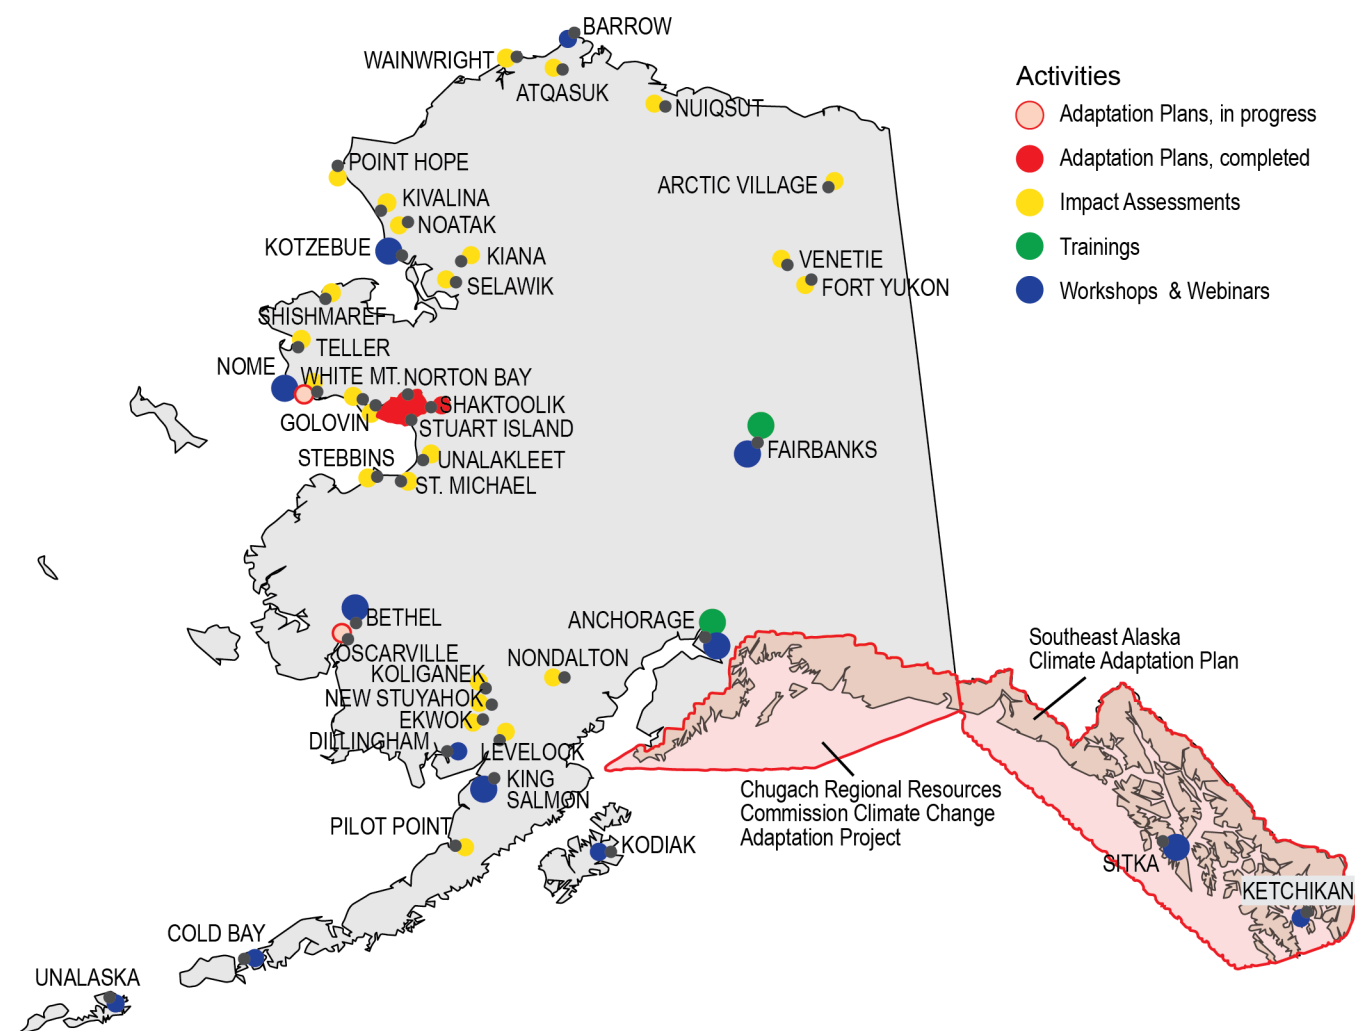 BARROW
WAINWRIGHT
ATQASUK
NUIQSUT
Activities
Adaptation Plans, in progress
Adaptation Plans, completed
Impact Assessments
Trainings
Workshops & Webinars
POINT HOPE
ARCTIC VILLAGE
KIVALINA
NOATAK
KOTZEBUE
KIANA
VENETIE
SELAWIK
FORT YUKON
SHISHMAREF
TELLER
NOME
WHITE MT.
NORTON BAY
SHAKTOOLIK
GOLOVIN
STUART ISLAND
FAIRBANKS
STEBBINS
UNALAKLEET
ST. MICHAEL
BETHEL
ANCHORAGE
OSCARVILLE
NONDALTON
Southeast Alaska
Climate Adaptation Plan
KOLIGANEK
NEW STUYAHOK
EKWOK
DILLINGHAM
LEVELOCK
KING
SALMON
Chugach Regional Resources
Commission Climate Change
Adaptation Project
PILOT POINT
KODIAK
SITKA
KETCHIKAN
COLD BAY
UNALASKA